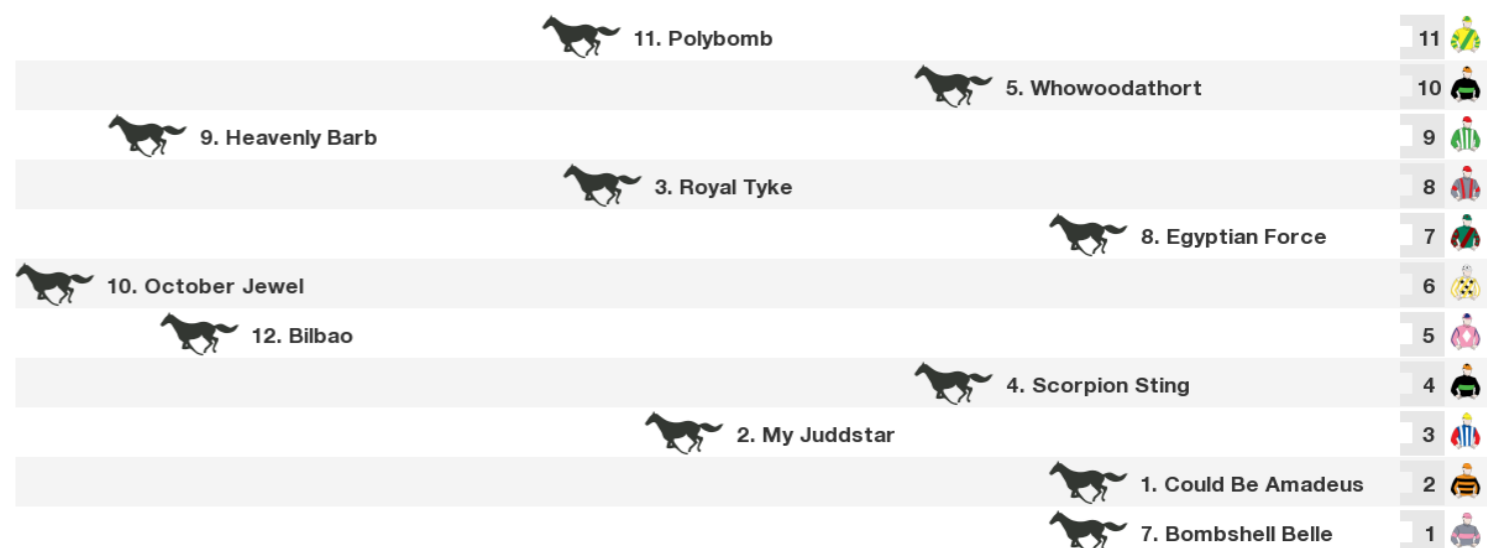 11. Polybomb 11
5. Whowoodathort 10
9. Heavenly Barb 9
3. Royal Tyke 8
8. Egyptian Force 7
10. October Jewel 6
12. Bilbao 5
4. Scorpion Sting 4
2. My Juddstar 3
1. Could Be Amadeus 2
7. Bombshell Belle 1